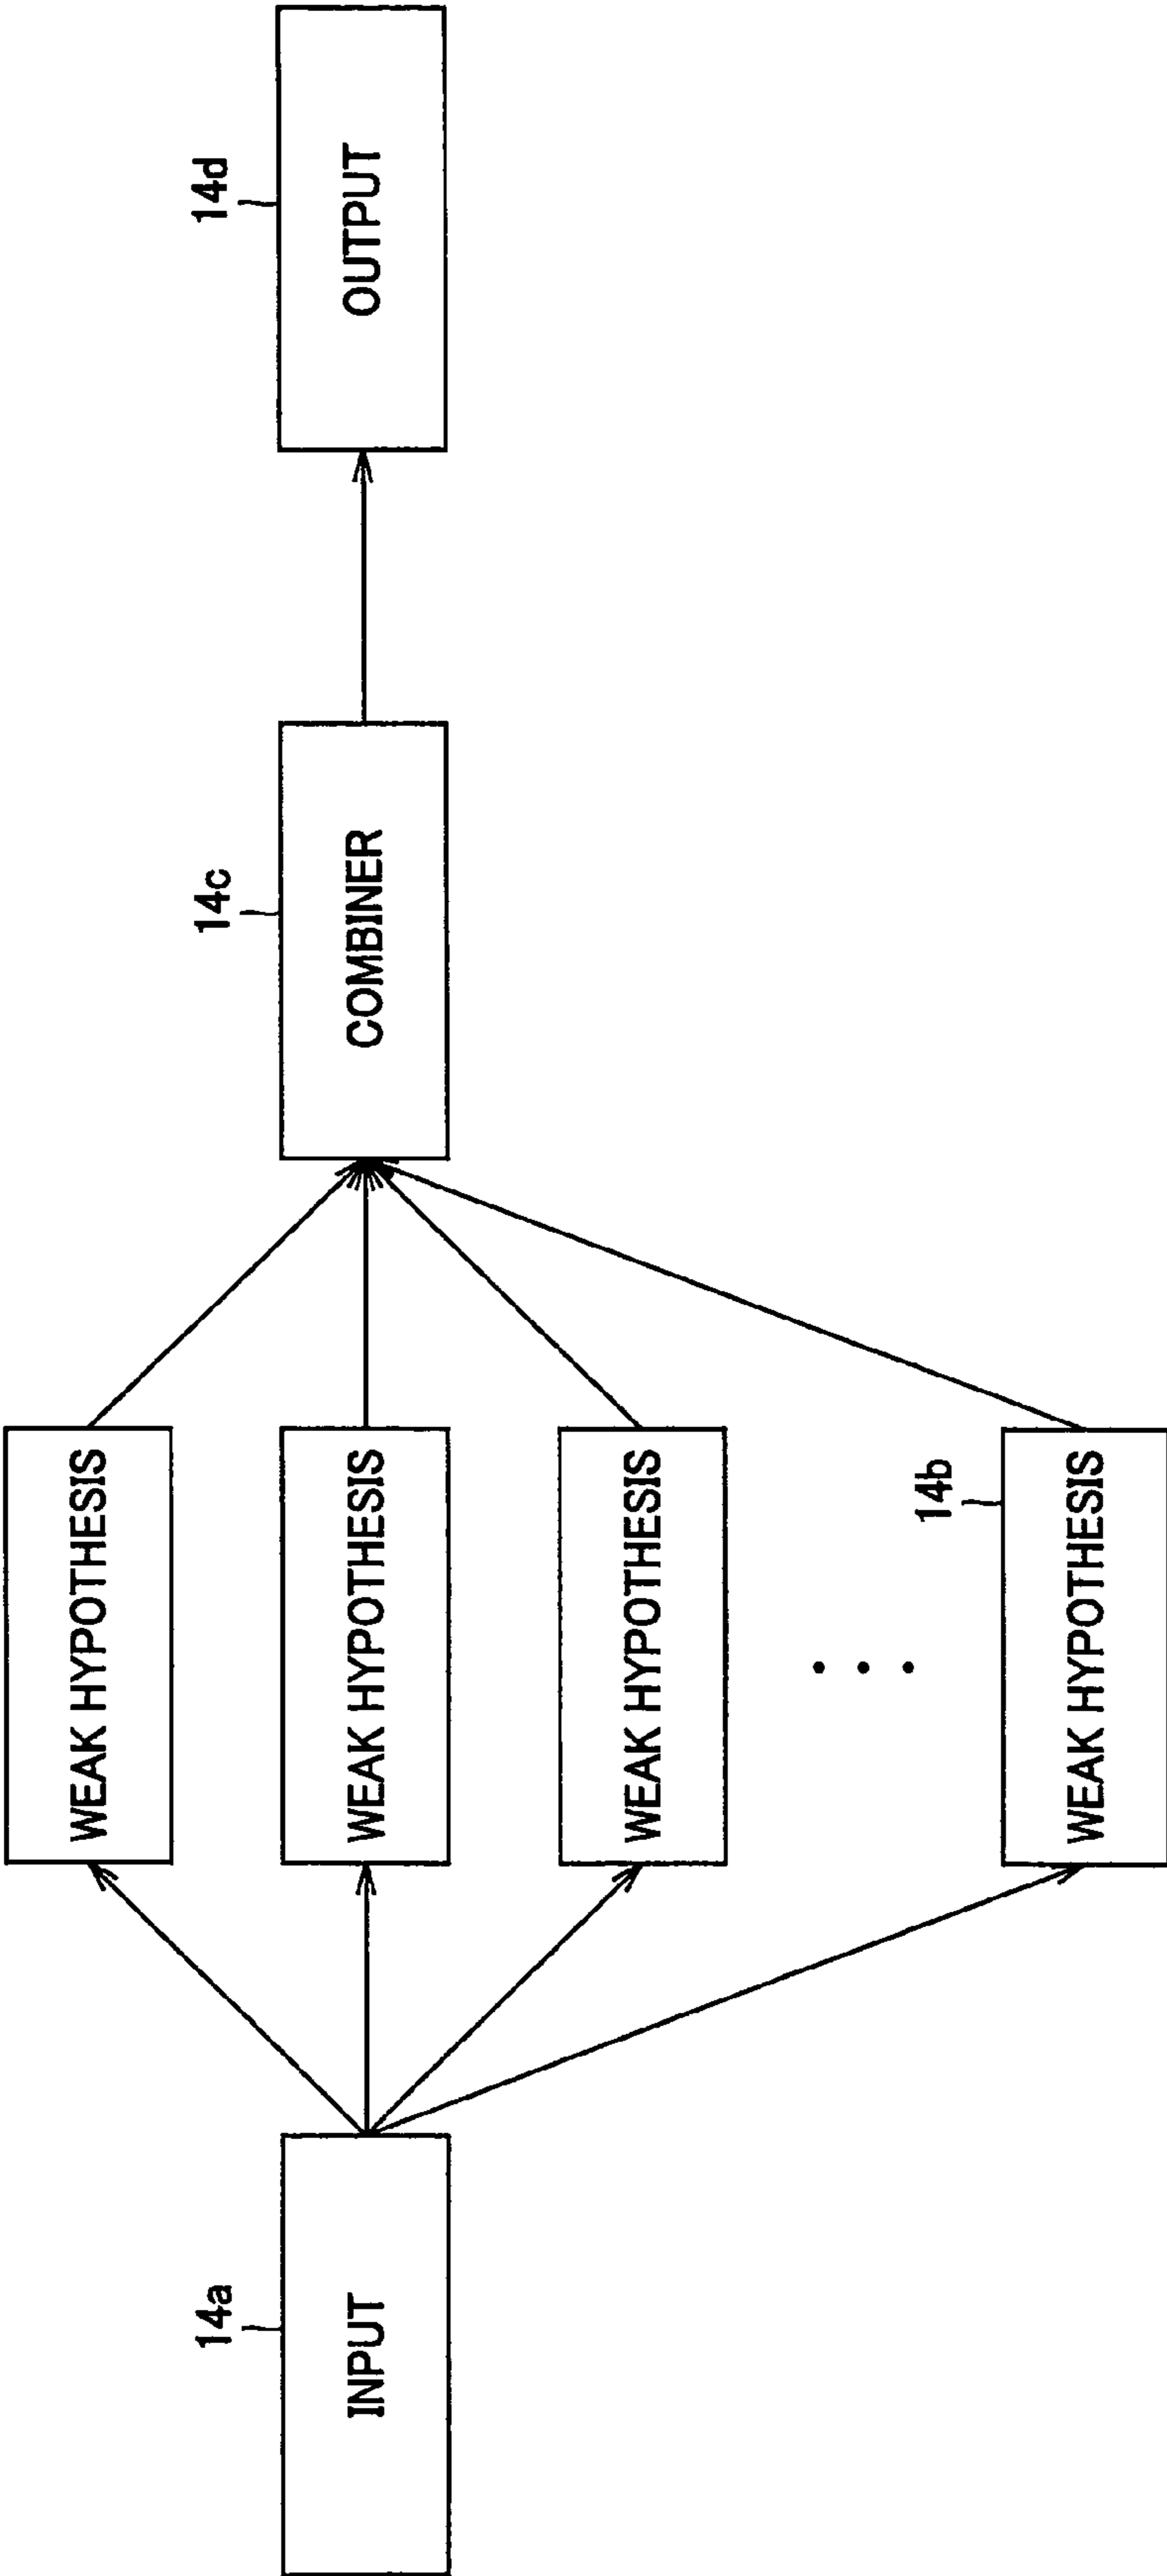 14a
INPUT
WEAK HYPOTHESIS
WEAK HYPOTHESIS
WEAK HYPOTHESIS
. . .
14b
WEAK HYPOTHESIS
14c
COMBINER
14d
OUTPUT